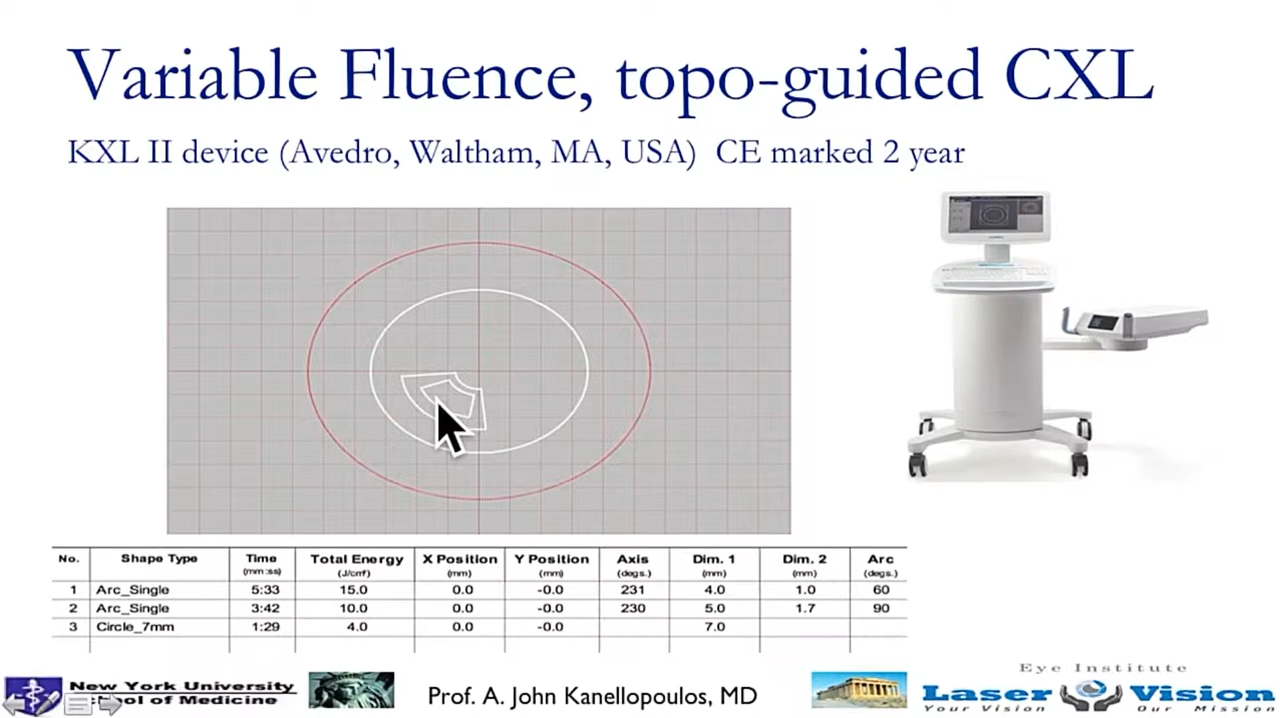 Variable Fluence, topo-guided CXL
KXL II device (Avedro, Waltham, MA, USA) CE marked 2 year
No. Shape Type Time Total Energy X Position Y Position Axis Dim. 1 Dim. 2 Arc
(mm:ss) (J/cm²) (mm) (mm) (degs.) (mm) (mm) (degs.)
1 Arc_Single 5:33 15.0 0.0 -0.0 231 4.0 1.0 60
2 Arc_Single 3:42 10.0 0.0 -0.0 230 5.0 1.7 90
3 Circle_7mm 1:29 4.0 0.0 -0.0 7.0
New York University
School of Medicine
Prof. A. John Kanellopoulos, MD
Eye Institute
Laser Vision
Your Vision Our Mission